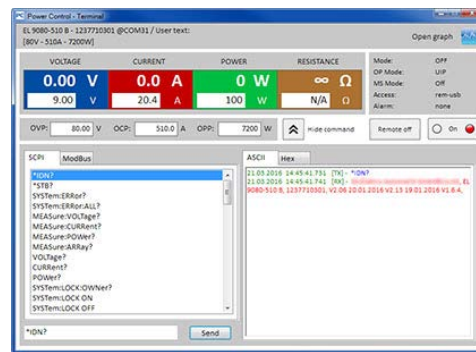 Power Control - Terminal
EL 9080-510 B - 1237710301 @COM31 / User text:
[80V - 510A - 7200W]
Open graph
VOLTAGE CURRENT POWER RESISTANCE
0.00 V 0.0 A 0 W ∞ Ω
9.00 V 20.4 A 100 W N/A Ω
Mode: OFF
OP Mode: UIP
MS Mode: Off
Access: rem-usb
Alarm: none
OVP: 80.00 V OCP: 510.0 A OPP: 7200 W Hide command Remote off On
SCPI ModBus
*IDN?
*STB?
SYSTem:ERRor?
SYSTem:ERRor:ALL?
MEASure:VOLTage?
MEASure:CURRent?
MEASure:POWer?
MEASure:ARRay?
VOLTage?
CURRent?
POWer?
SYSTem:LOCK:OWNer?
SYSTem:LOCK ON
SYSTem:LOCK OFF
*IDN? Send
ASCII Hex
21.03.2016 14:45:41.731 [TX] - *IDN?
21.03.2016 14:45:41.741 [RX] - EL
9080-510 B, 1237710301, V2.06 20.01.2016 V2.13 19.01.2016 V1.6.4,